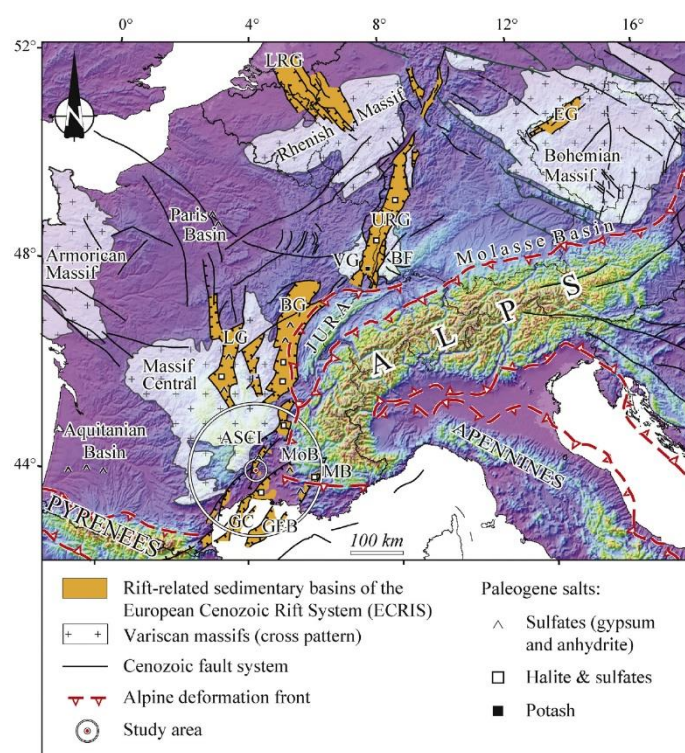 0° 4° 8° 12° 16°
52°
LRG
N
Rhenish Massif
EG
Bohemian
Massif
Paris
Basin
URG
48°
Armorican
Massif
VG
BF
Molasse Basin
BG
JURA
LG
ALPS
Massif
Central
ASCI
Aquitanian
Basin
44°
MoB
MB
APENNINES
PYRENEES
GC
GFB
100 km
Rift-related sedimentary basins of the
European Cenozoic Rift System (ECRIS)
Variscan massifs (cross pattern)
Cenozoic fault system
Alpine deformation front
Study area
Paleogene salts:
Sulfates (gypsum
and anhydrite)
Halite & sulfates
Potash